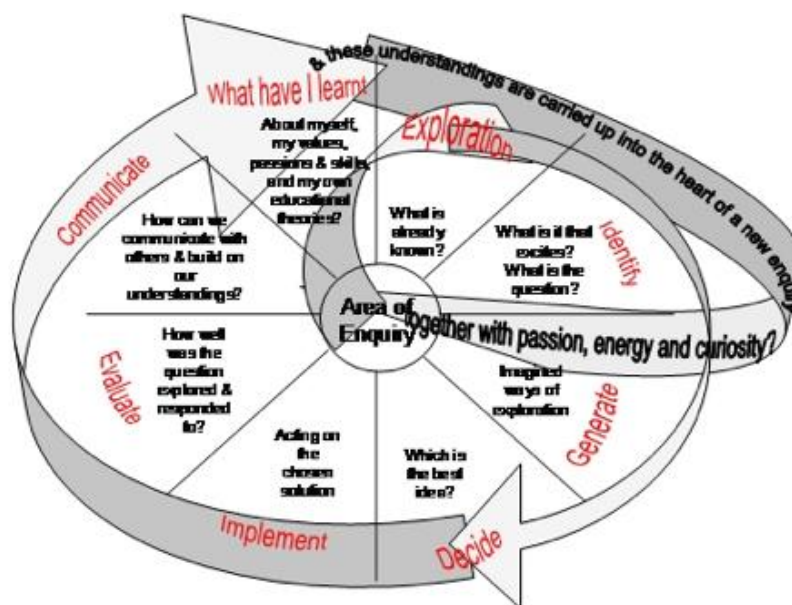 & these understandings are carried up into the heart of a new enquiry
together with passion, energy and curiosity?
What have I learnt
About myself,
my values,
passions & skills,
and my own
educational
theories?
Exploration
What is
already
known?
Identify
What is it that
excites?
What is the
question?
Generate
Imagined
ways of
exploration
Decide
Which is
the best
idea?
Implement
Acting on
the
chosen
solution
Evaluate
How well
was the
question
explored &
responded
to?
Communicate
How can we
communicate with
others & build on
our
understandings?
Area of
Enquiry